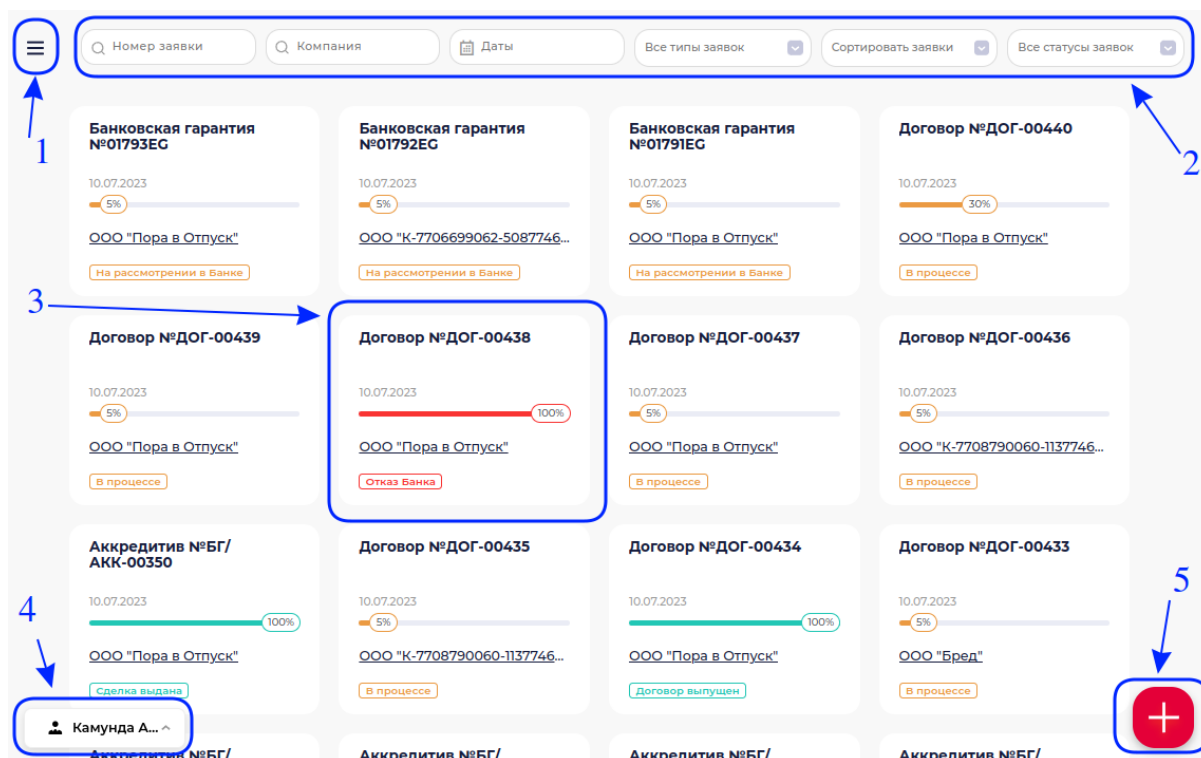 Номер заявки
Компания
Даты
Все типы заявок
Сортировать заявки
Все статусы заявок
1
2
Банковская гарантия
№01793EG
10.07.2023
5%
ООО "Пора в Отпуск"
На рассмотрении в Банке
Банковская гарантия
№01792EG
10.07.2023
5%
ООО "К-7706699062-5087746...
На рассмотрении в Банке
Банковская гарантия
№01791EG
10.07.2023
5%
ООО "Пора в Отпуск"
На рассмотрении в Банке
Договор №ДОГ-00440
10.07.2023
30%
ООО "Пора в Отпуск"
В процессе
3
Договор №ДОГ-00439
10.07.2023
5%
ООО "Пора в Отпуск"
В процессе
Договор №ДОГ-00438
10.07.2023
100%
ООО "Пора в Отпуск"
Отказ Банка
Договор №ДОГ-00437
10.07.2023
5%
ООО "Пора в Отпуск"
В процессе
Договор №ДОГ-00436
10.07.2023
5%
ООО "К-7708790060-1137746...
В процессе
Аккредитив №БГ/
АКК-00350
10.07.2023
100%
ООО "Пора в Отпуск"
Сделка выдана
Договор №ДОГ-00435
10.07.2023
5%
ООО "К-7708790060-1137746...
В процессе
Договор №ДОГ-00434
10.07.2023
100%
ООО "Пора в Отпуск"
Договор выпущен
Договор №ДОГ-00433
10.07.2023
5%
ООО "Бред"
В процессе
4
5
Камунда А...
Аккредитив №БГ/
Аккредитив №БГ/
Аккредитив №БГ/
Аккредитив №БГ/